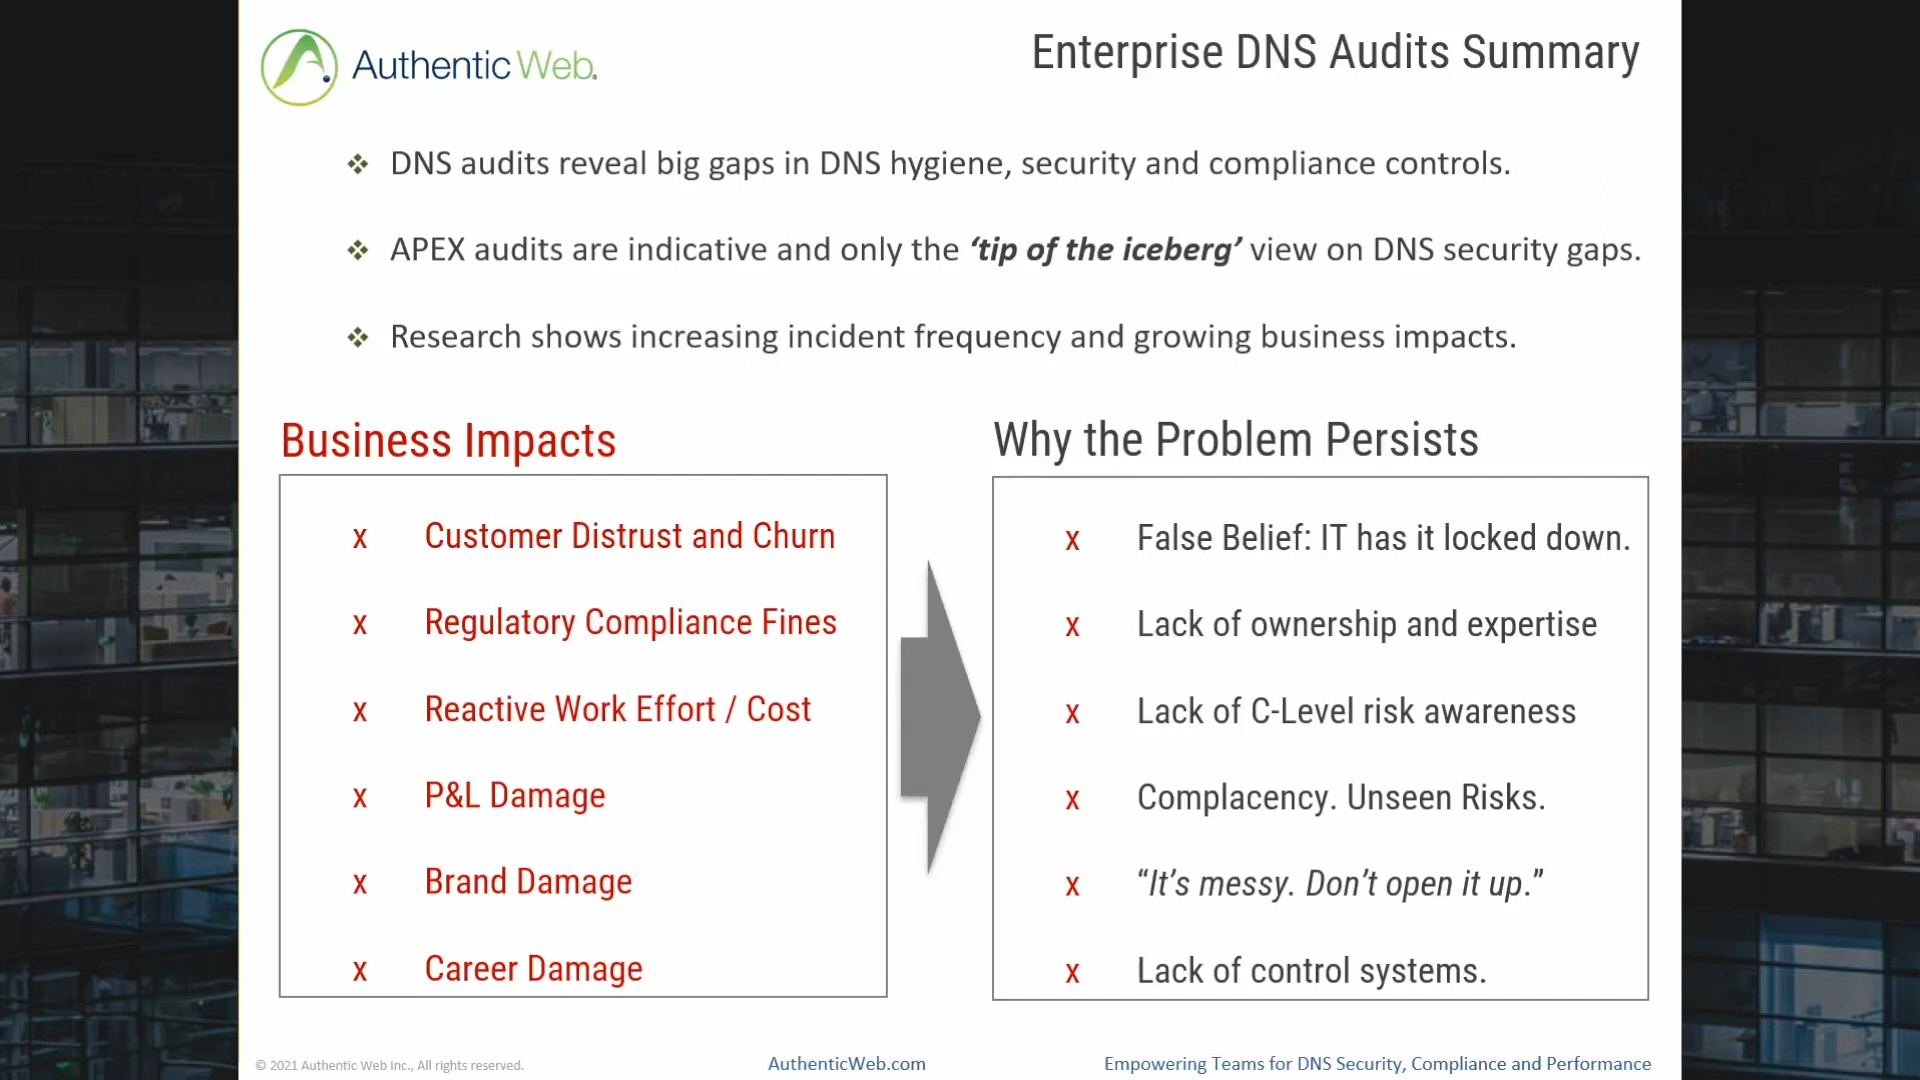 Authentic Web.
Enterprise DNS Audits Summary
❖ DNS audits reveal big gaps in DNS hygiene, security and compliance controls.
❖ APEX audits are indicative and only the ‘tip of the iceberg’ view on DNS security gaps.
❖ Research shows increasing incident frequency and growing business impacts.
Business Impacts
x Customer Distrust and Churn
x Regulatory Compliance Fines
x Reactive Work Effort / Cost
x P&L Damage
x Brand Damage
x Career Damage
Why the Problem Persists
x False Belief: IT has it locked down.
x Lack of ownership and expertise
x Lack of C-Level risk awareness
x Complacency. Unseen Risks.
x “It’s messy. Don’t open it up.”
x Lack of control systems.
© 2021 Authentic Web Inc., All rights reserved.
AuthenticWeb.com
Empowering Teams for DNS Security, Compliance and Performance